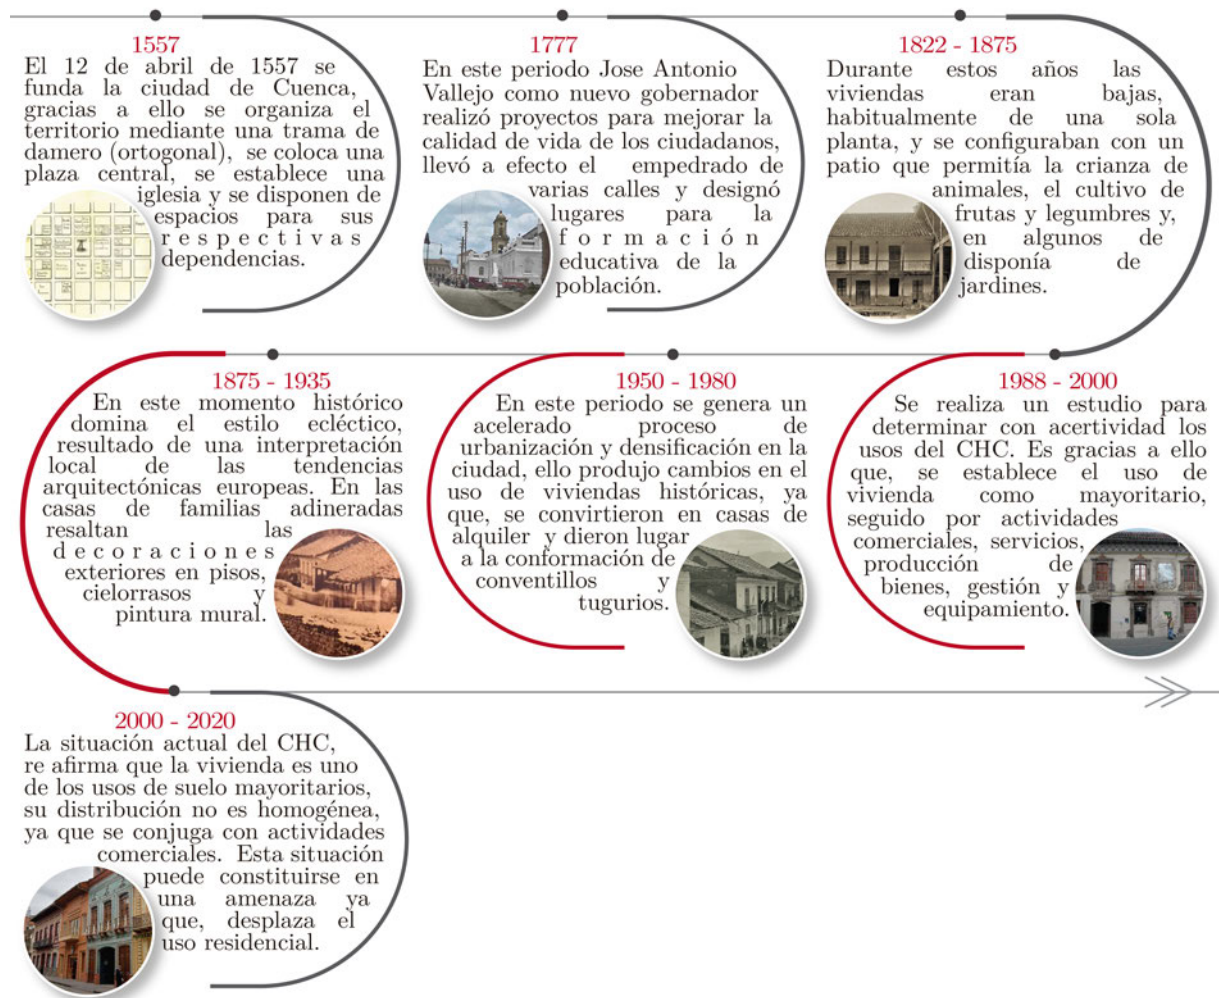 1557
El 12 de abril de 1557 se
funda la ciudad de Cuenca,
gracias a ello se organiza el
territorio mediante una trama de
damero (ortogonal), se coloca una
plaza central, se establece una
iglesia y se disponen de
espacios para sus
respectivas
dependencias.
1777
En este periodo Jose Antonio
Vallejo como nuevo gobernador
realizó proyectos para mejorar la
calidad de vida de los ciudadanos,
llevó a efecto el empedrado de
varias calles y designó
lugares para la
formación
educativa de la
población.
1822 - 1875
Durante estos años las
viviendas eran bajas,
habitualmente de una sola
planta, y se configuraban con un
patio que permitía la crianza de
animales, el cultivo de
frutas y legumbres y,
en algunos de
disponía de
jardines.
1875 - 1935
En este momento histórico
domina el estilo ecléctico,
resultado de una interpretación
local de las tendencias
arquitectónicas europeas. En las
casas de familias adineradas
resaltan las
decoraciones
exteriores en pisos,
cielorrasos y
pintura mural.
1950 - 1980
En este periodo se genera un
acelerado proceso de
urbanización y densificación en la
ciudad, ello produjo cambios en el
uso de viviendas históricas, ya
que, se convirtieron en casas de
alquiler y dieron lugar
a la conformación de
conventillos y
tugurios.
1988 - 2000
Se realiza un estudio para
determinar con acertividad los
usos del CHC. Es gracias a ello
que, se establece el uso de
vivienda como mayoritario,
seguido por actividades
comerciales, servicios,
producción de
bienes, gestión y
equipamiento.
2000 - 2020
La situación actual del CHC,
re afirma que la vivienda es uno
de los usos de suelo mayoritarios,
su distribución no es homogénea,
ya que se conjuga con actividades
comerciales. Esta situación
puede constituirse en
una amenaza ya
que, desplaza el
uso residencial.